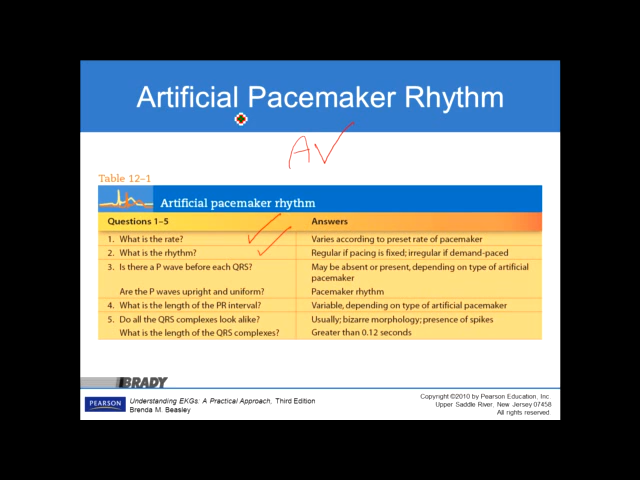 Artificial Pacemaker Rhythm
AV
Table 12–1
Artificial pacemaker rhythm
Questions 1–5 Answers
1. What is the rate? Varies according to preset rate of pacemaker
2. What is the rhythm? Regular if pacing is fixed; irregular if demand-paced
3. Is there a P wave before each QRS? May be absent or present, depending on type of artificial
pacemaker
Are the P waves upright and uniform? Pacemaker rhythm
4. What is the length of the PR interval? Variable, depending on type of artificial pacemaker
5. Do all the QRS complexes look alike? Usually; bizarre morphology; presence of spikes
What is the length of the QRS complexes? Greater than 0.12 seconds
BRADY
PEARSON
Understanding EKGs: A Practical Approach, Third Edition
Brenda M. Beasley
Copyright ©2010 by Pearson Education, Inc.
Upper Saddle River, New Jersey 07458
All rights reserved.